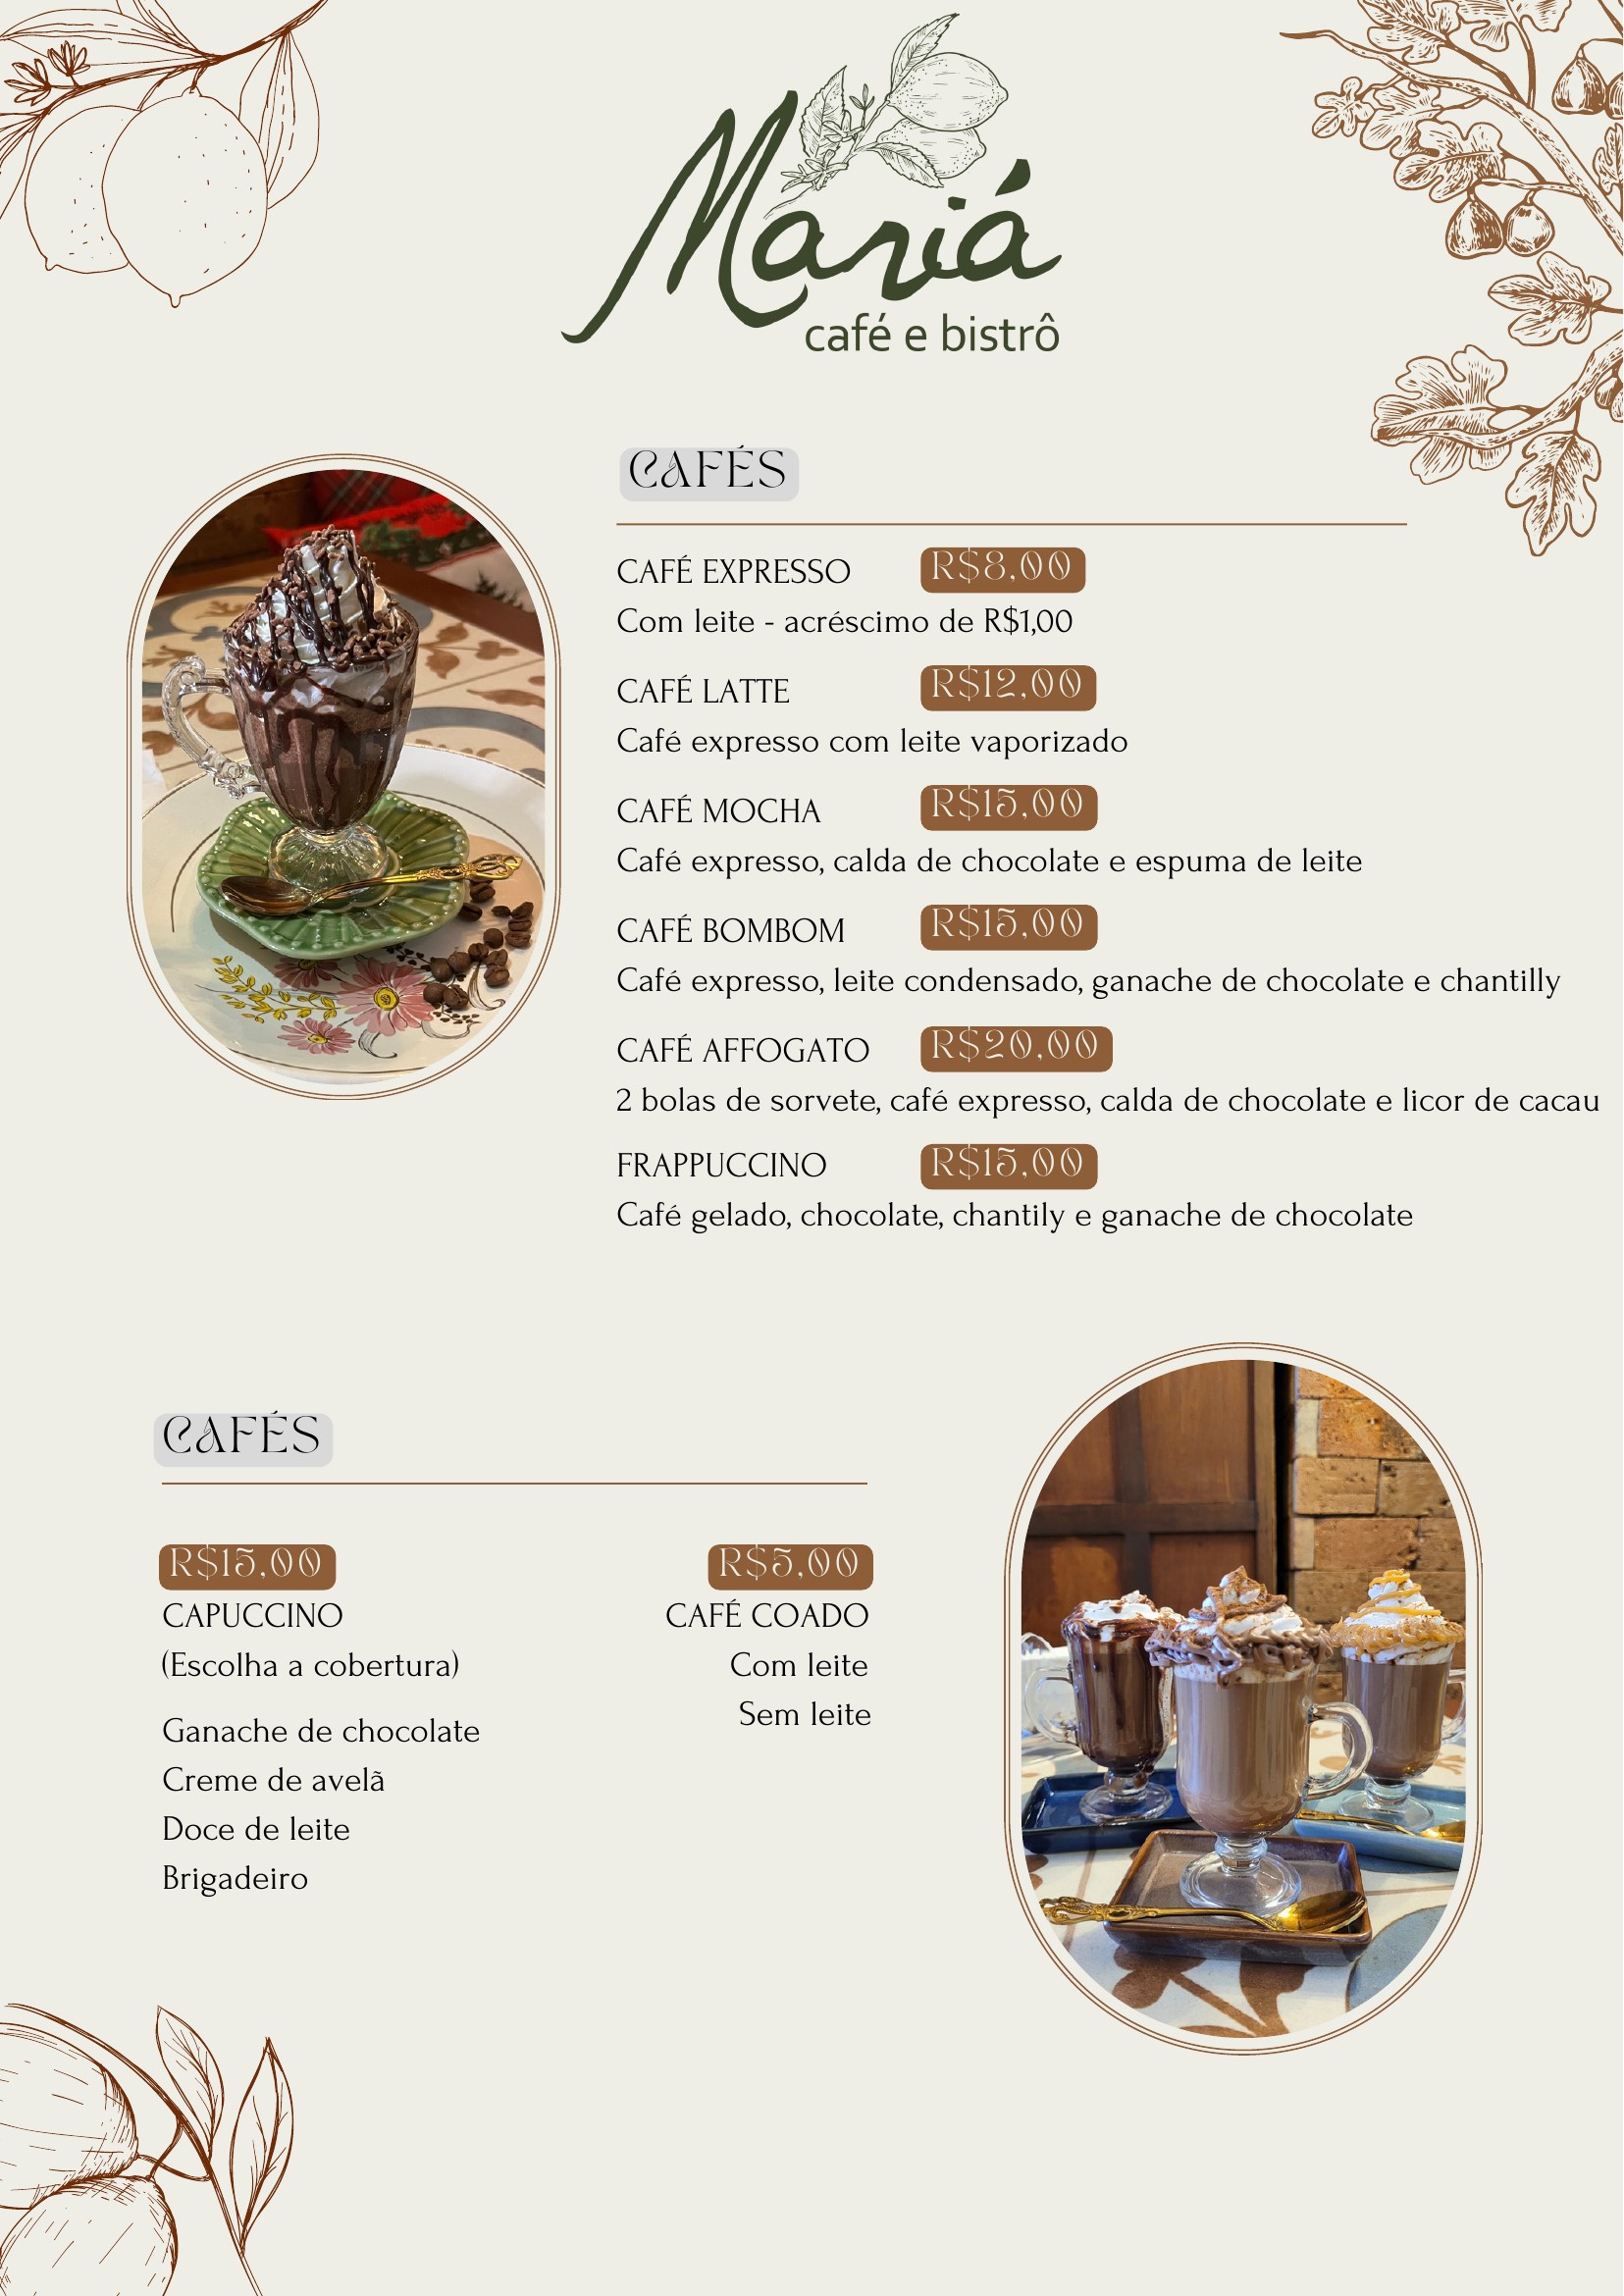 Mariá
café e bistrô
CAFÉS
CAFÉ EXPRESSO R$8,00
Com leite - acréscimo de R$1,00
CAFÉ LATTE R$12,00
Café expresso com leite vaporizado
CAFÉ MOCHA R$15,00
Café expresso, calda de chocolate e espuma de leite
CAFÉ BOMBOM R$15,00
Café expresso, leite condensado, ganache de chocolate e chantilly
CAFÉ AFFOGATO R$20,00
2 bolas de sorvete, café expresso, calda de chocolate e licor de cacau
FRAPPUCCINO R$15,00
Café gelado, chocolate, chantily e ganache de chocolate
CAFÉS
R$15,00
CAPUCCINO
(Escolha a cobertura)
Ganache de chocolate
Creme de avelã
Doce de leite
Brigadeiro
R$5,00
CAFÉ COADO
Com leite
Sem leite